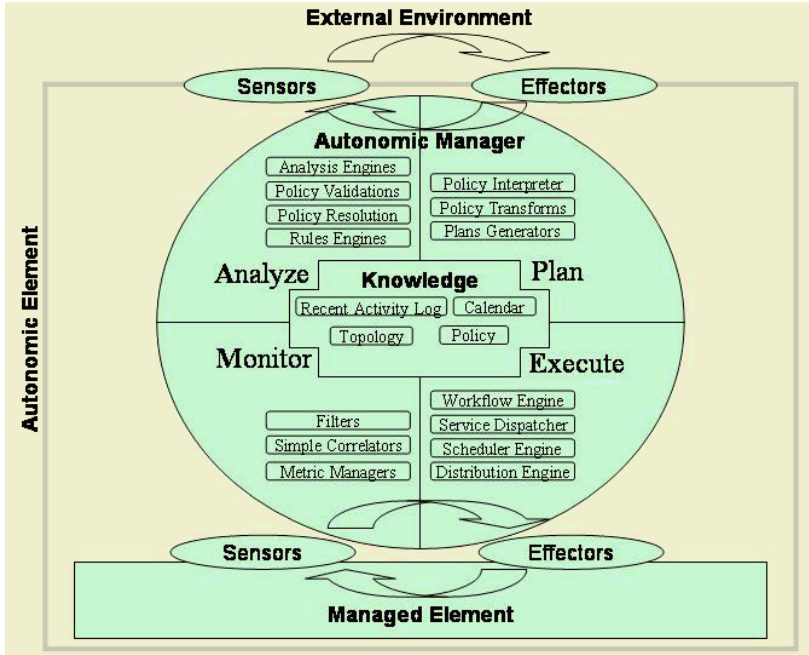 External Environment
Sensors
Effectors
Autonomic Manager
Analysis Engines
Policy Validations
Policy Resolution
Rules Engines
Policy Interpreter
Policy Transforms
Plans Generators
Analyze
Plan
Knowledge
Recent Activity Log
Calendar
Topology
Policy
Monitor
Execute
Filters
Simple Correlators
Metric Managers
Workflow Engine
Service Dispatcher
Scheduler Engine
Distribution Engine
Sensors
Effectors
Managed Element
Autonomic Element